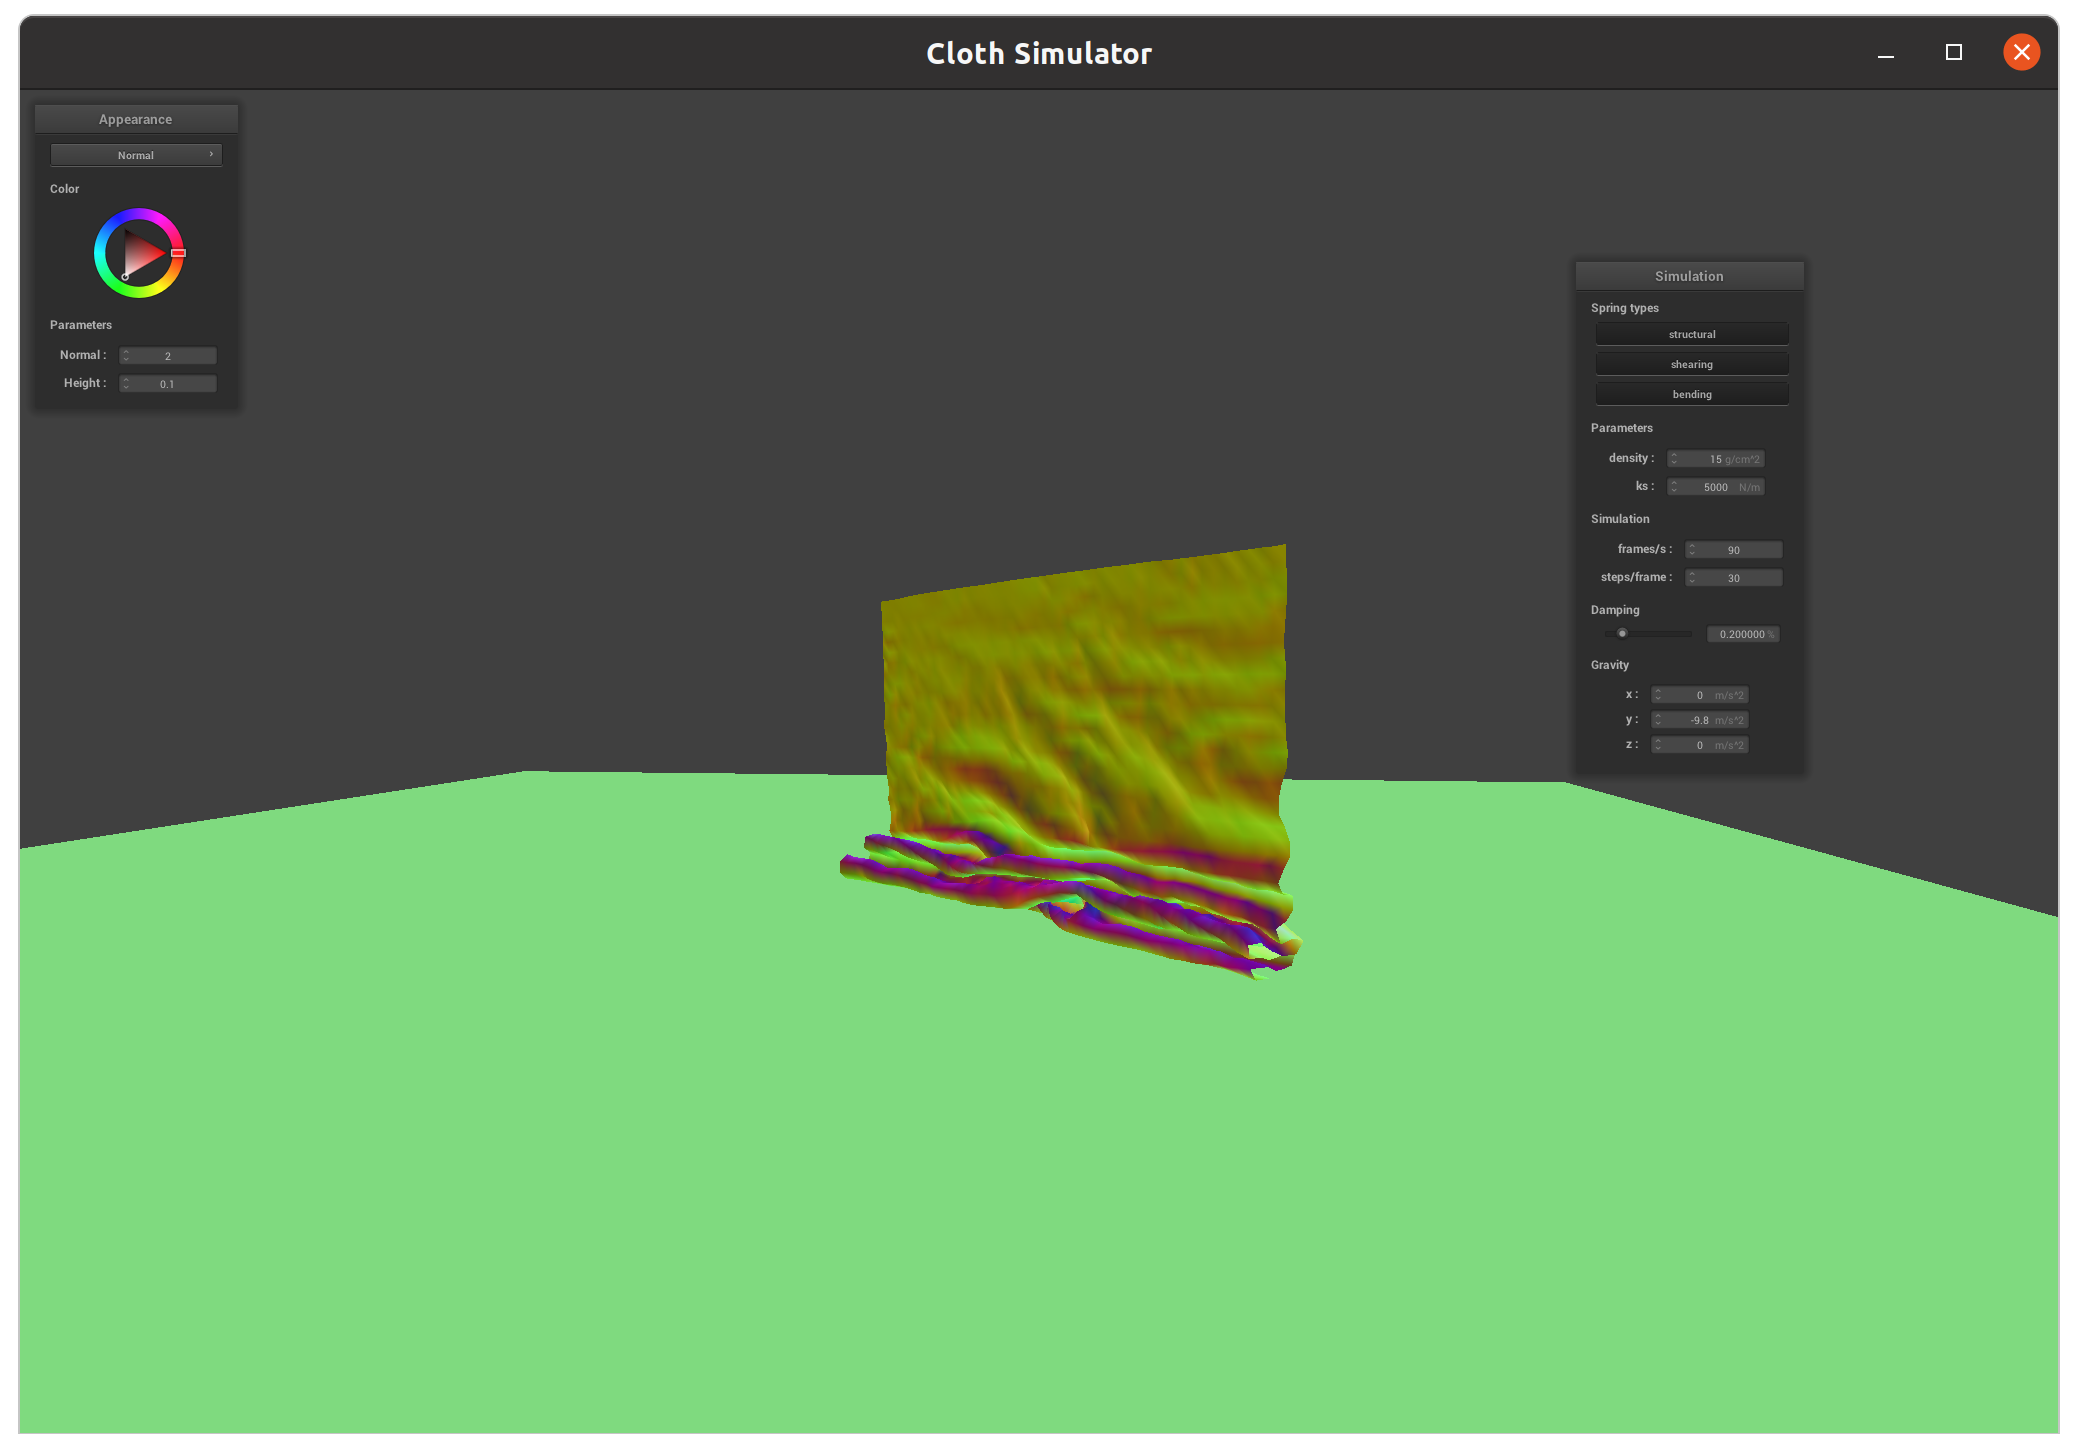 Cloth Simulator
Appearance
Normal
Color
Parameters
Normal : 2
Height : 0.1
Simulation
Spring types
structural
shearing
bending
Parameters
density : 15 g/cm^2
ks : 5000 N/m
Simulation
frames/s : 90
steps/frame : 30
Damping
0.200000 %
Gravity
x : 0 m/s^2
y : -9.8 m/s^2
z : 0 m/s^2